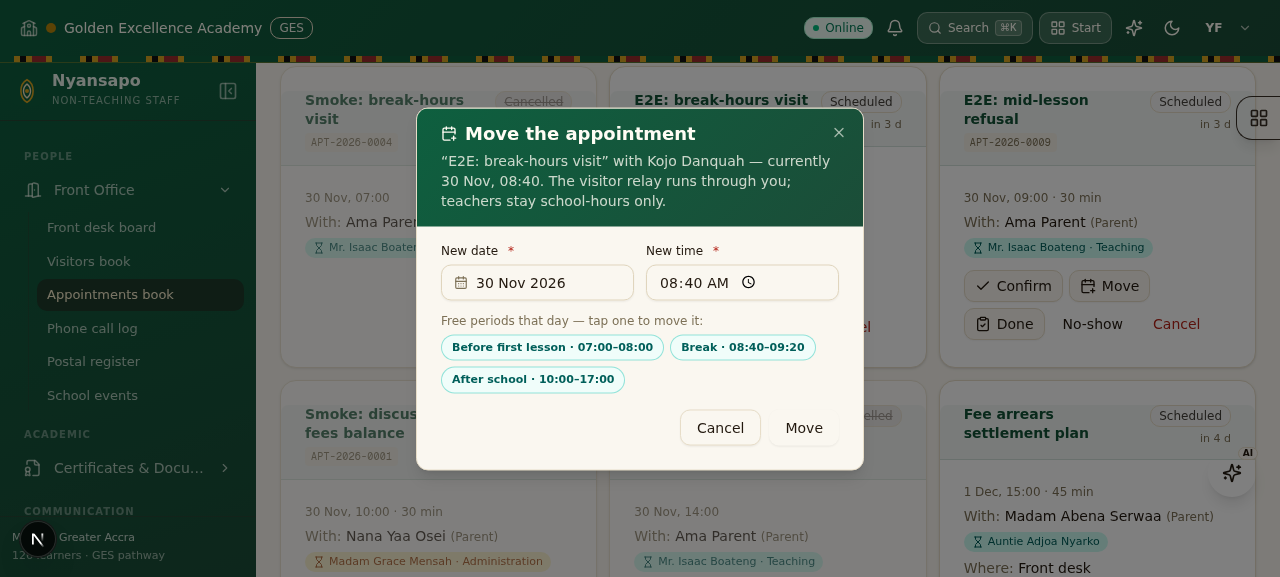 Golden Excellence Academy GES
Online
Search ⌘K
Start
YF
Nyansapo
NON-TEACHING STAFF
PEOPLE
Front Office
Front desk board
Visitors book
Appointments book
Phone call log
Postal register
School events
ACADEMIC
Certificates & Docu...
COMMUNICATION
Greater Accra
GES pathway
N
Smoke: break-hours visit
Cancelled
APT-2026-0004
30 Nov, 07:00
With: Ama
E2E: break-hours visit
Scheduled
in 3 d
E2E: mid-lesson refusal
Scheduled
in 3 d
APT-2026-0009
30 Nov, 09:00 · 30 min
With: Ama Parent (Parent)
Mr. Isaac Boateng · Teaching
Confirm
Move
Done
No-show
Cancel
Move the appointment
“E2E: break-hours visit” with Kojo Danquah — currently
30 Nov, 08:40. The visitor relay runs through you;
teachers stay school-hours only.
New date *
New time *
30 Nov 2026
08:40 AM
Free periods that day — tap one to move it:
Before first lesson · 07:00–08:00
Break · 08:40–09:20
After school · 10:00–17:00
Cancel
Move
fees balance
APT-2026-0001
30 Nov, 10:00 · 30 min
With: Nana Yaa Osei (Parent)
Madam Grace Mensah · Administration
30 Nov, 14:00
With: Ama Parent (Parent)
Mr. Isaac Boateng · Teaching
Fee arrears settlement plan
Scheduled
in 4 d
AI
1 Dec, 15:00 · 45 min
With: Madam Abena Serwaa (Parent)
Auntie Adjoa Nyarko
Where: Front desk